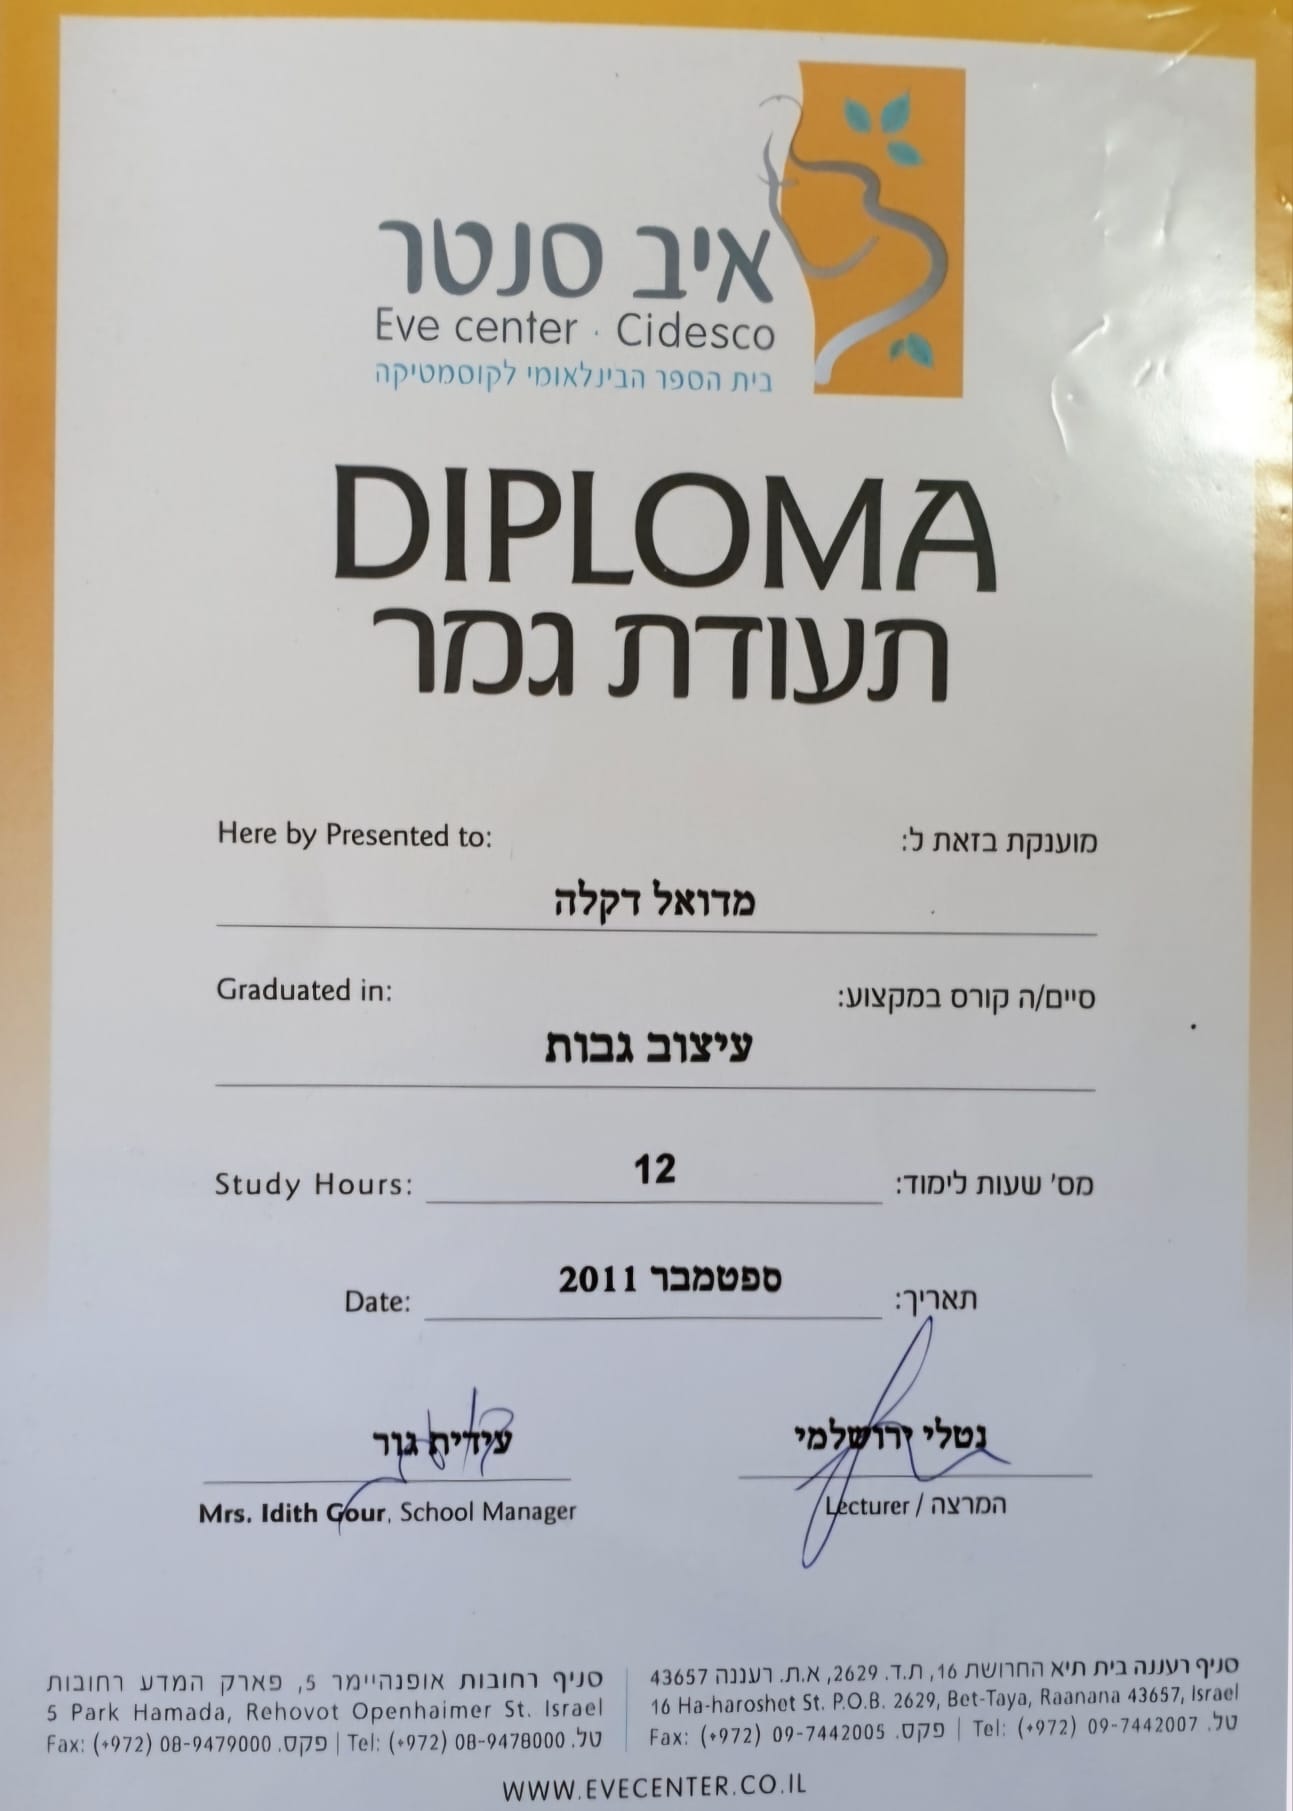 איב סנטר
Eve center · Cidesco
בית הספר הבינלאומי לקוסמטיקה
DIPLOMA
תעודת גמר
Here by Presented to: מוענקת בזאת ל:
מדואל דקלה
Graduated in: סיים/ה קורס במקצוע:
עיצוב גבות
Study Hours: 12 מס' שעות לימוד:
Date: ספטמבר 2011 תאריך:
עידית גור
Mrs. Idith Gour, School Manager
נטלי ירושלמי
Lecturer / המרצה
סניף רחובות אופנהיימר 5, פארק המדע רחובות
5 Park Hamada, Rehovot Openhaimer St. Israel
Fax: (+972) 08-9479000 .פקס | Tel: (+972) 08-9478000 .טל
סניף רעננה בית תיא החרושת 16, ת.ד. 2629, א.ת. רעננה 43657
16 Ha-haroshet St. P.O.B. 2629, Bet-Taya, Raanana 43657, Israel
Fax: (+972) 09-7442005 .פקס | Tel: (+972) 09-7442007 .טל
WWW.EVECENTER.CO.IL